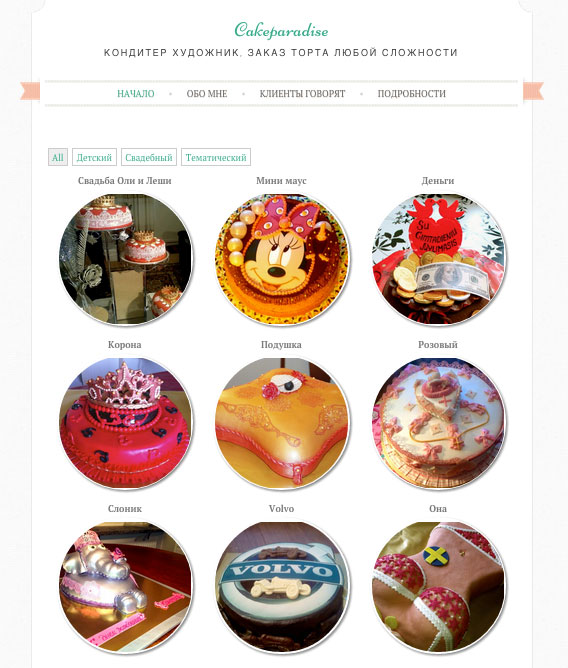 Cakeparadise
КОНДИТЕР ХУДОЖНИК, ЗАКАЗ ТОРТА ЛЮБОЙ СЛОЖНОСТИ
НАЧАЛО ОБО МНЕ КЛИЕНТЫ ГОВОРЯТ ПОДРОБНОСТИ
All Детский Свадебный Тематический
Свадьба Оли и Леши Мини маус Деньги
Su
Корона Подушка Розовый
Слоник Volvo Она
VOLVO